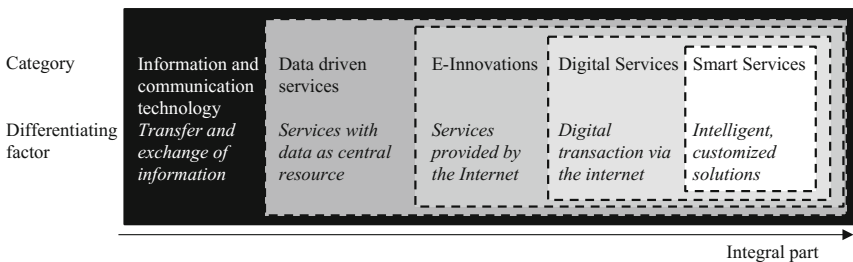 Category
Information and
communication
technology
Data driven
services
E-Innovations
Digital Services
Smart Services
Differentiating
factor
Transfer and
exchange of
information
Services with
data as central
resource
Services
provided by
the Internet
Digital
transaction via
the internet
Intelligent,
customized
solutions
Integral part